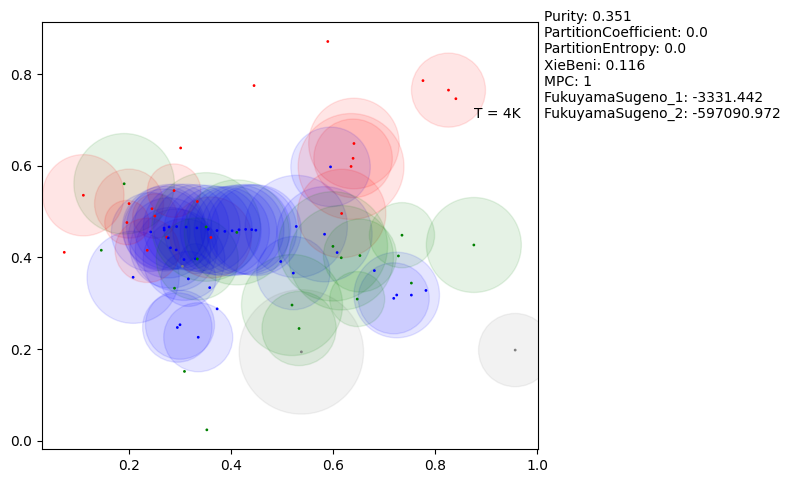 Purity: 0.351
PartitionCoefficient: 0.0
PartitionEntropy: 0.0
XieBeni: 0.116
MPC: 1
FukuyamaSugeno_1: -3331.442
FukuyamaSugeno_2: -597090.972
T = 4K
0.8
0.6
0.4
0.2
0.0
0.2 0.4 0.6 0.8 1.0